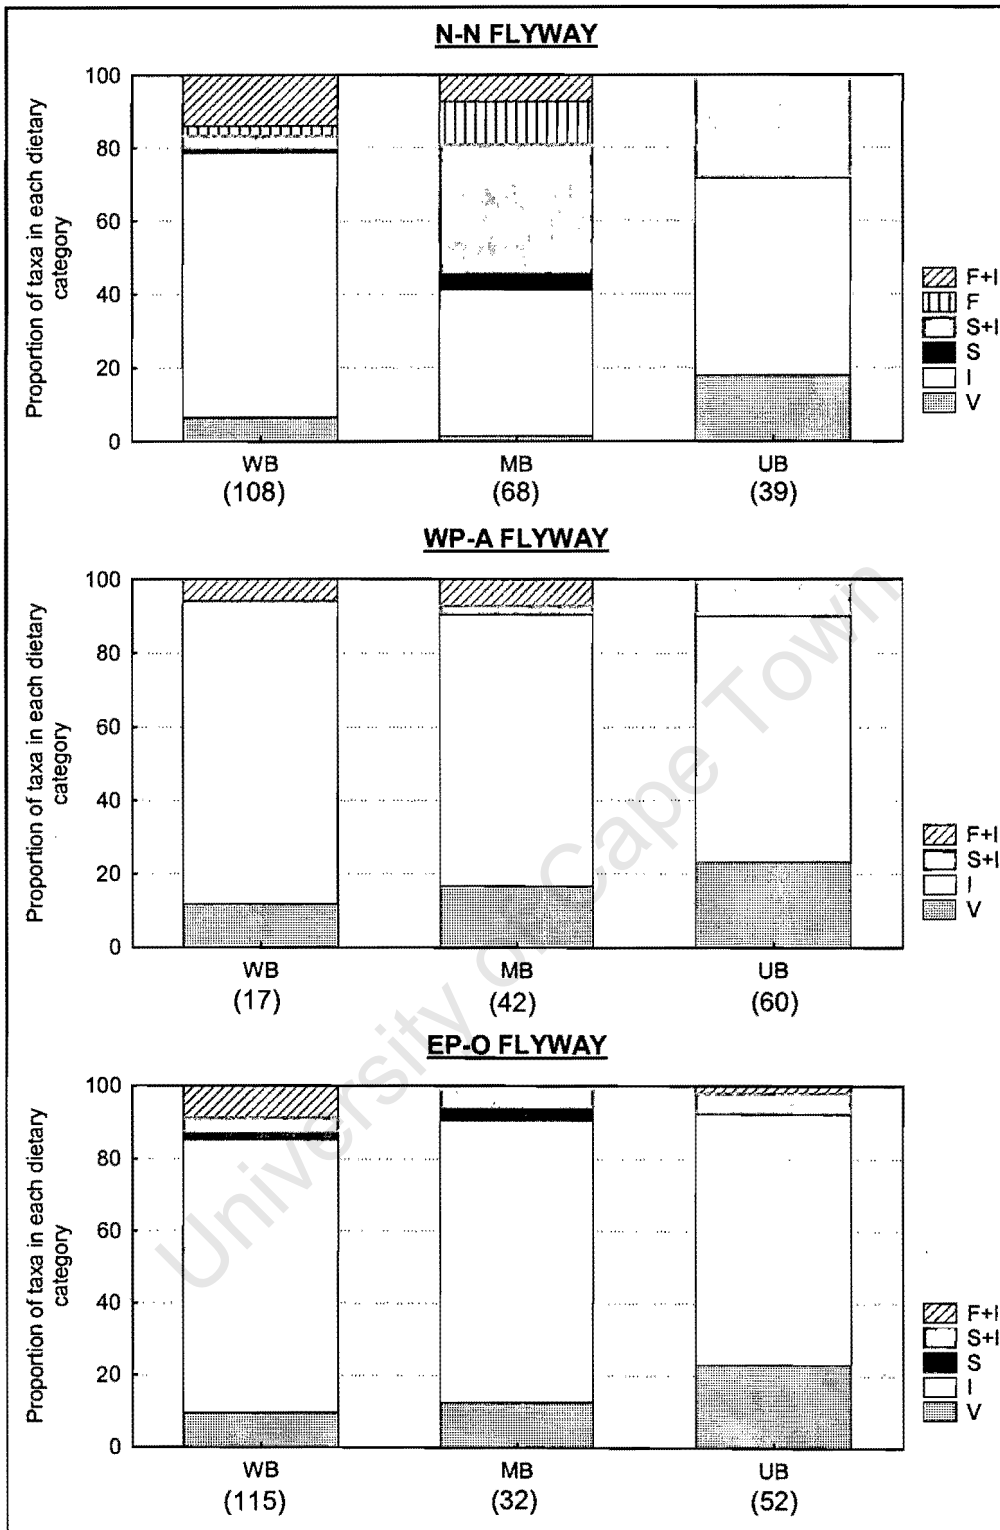 N-N FLYWAY
Proportion of taxa in each dietary
category
100
80
60
40
20
0
WB
(108)
MB
(68)
UB
(39)
F+I
F
S+I
S
I
V
WP-A FLYWAY
Proportion of taxa in each dietary
category
100
80
60
40
20
0
WB
(17)
MB
(42)
UB
(60)
F+I
S+I
I
V
EP-O FLYWAY
Proportion of taxa in each dietary
category
100
80
60
40
20
0
WB
(115)
MB
(32)
UB
(52)
F+I
S+I
S
I
V
University of Cape Town